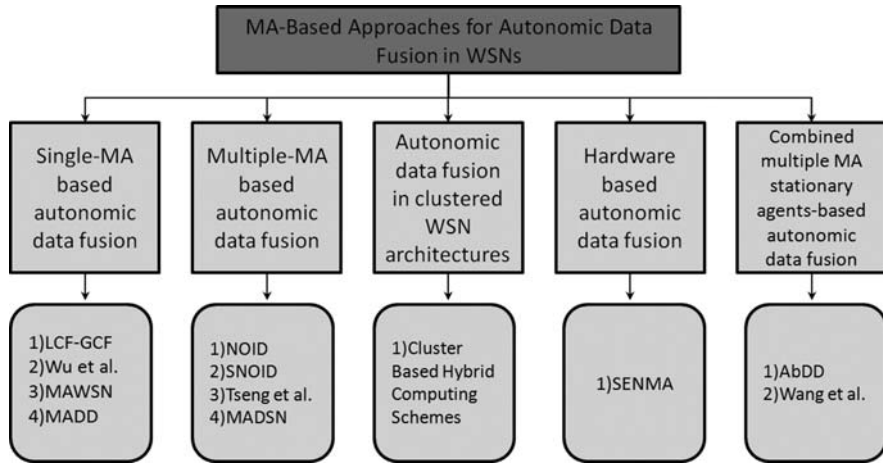 MA-Based Approaches for Autonomic Data
Fusion in WSNs
Single-MA
based
autonomic
data fusion
Multiple-MA
based
autonomic
data fusion
Autonomic
data fusion
in clustered
WSN
architectures
Hardware
based
autonomic
data fusion
Combined
multiple MA
stationary
agents-based
autonomic
data fusion
1)LCF-GCF
2)Wu et al.
3)MAWSN
4)MADD
1)NOID
2)SNOID
3)Tseng et al.
4)MADSN
1)Cluster
Based Hybrid
Computing
Schemes
1)SENMA
1)AbDD
2)Wang et al.